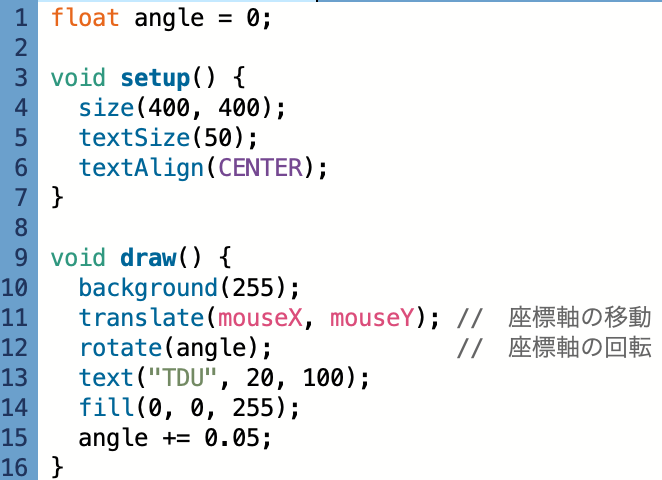 1 float angle = 0;
2
3 void setup() {
4   size(400, 400);
5   textSize(50);
6   textAlign(CENTER);
7 }
8
9 void draw() {
10   background(255);
11   translate(mouseX, mouseY); //  座標軸の移動
12   rotate(angle);             //  座標軸の回転
13   text("TDU", 20, 100);
14   fill(0, 0, 255);
15   angle += 0.05;
16 }